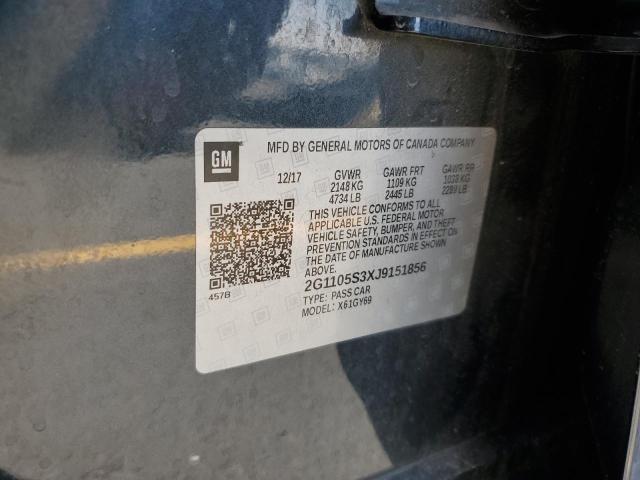 GM
MFD BY GENERAL MOTORS OF CANADA COMPANY
12/17 GVWR GAWR FRT GAWR RR
2148 KG 1109 KG 1039 KG
4734 LB 2445 LB 2289 LB
THIS VEHICLE CONFORMS TO ALL
APPLICABLE U.S. FEDERAL MOTOR
VEHICLE SAFETY, BUMPER, AND THEFT
PREVENTION STANDARDS IN EFFECT ON
THE DATE OF MANUFACTURE SHOWN
ABOVE.
457B
2G1105S3XJ9151856
TYPE: PASS CAR
MODEL: X61GY69